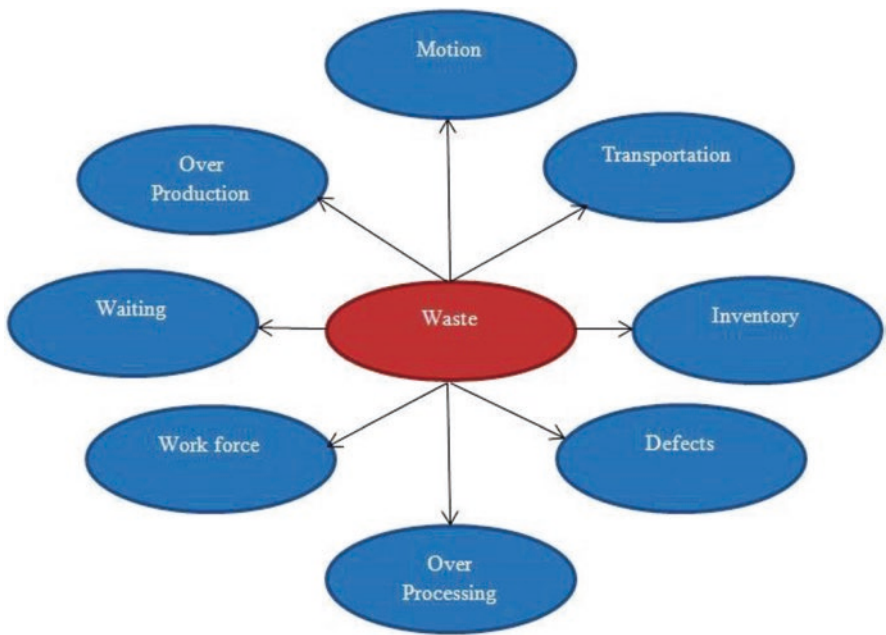 Motion
Over
Production
Transportation
Waiting
Waste
Inventory
Work force
Defects
Over
Processing